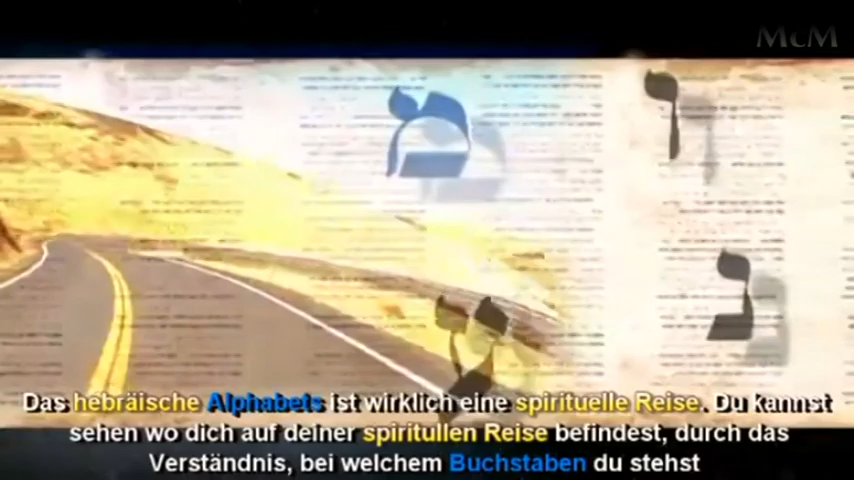 McM
מ
ו
נ
צ
Das hebräische Alphabets ist wirklich eine spirituelle Reise. Du kannst
sehen wo dich auf deiner spiritullen Reise befindest, durch das
Verständnis, bei welchem Buchstaben du stehst